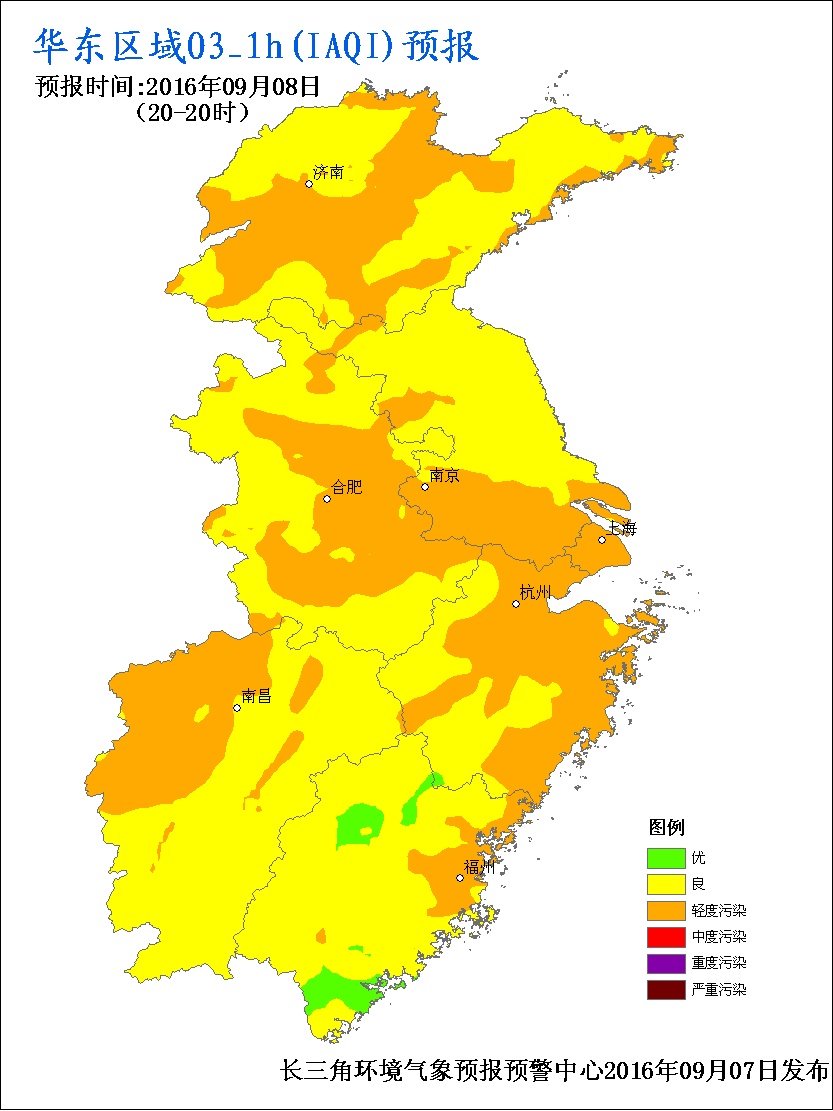 华东区域O3_1h(IAQI)预报
预报时间:2016年09月08日
（20-20时）
济南
南京
合肥
上海
杭州
南昌
福州
图例
优
良
轻度污染
中度污染
重度污染
严重污染
长三角环境气象预报预警中心2016年09月07日发布